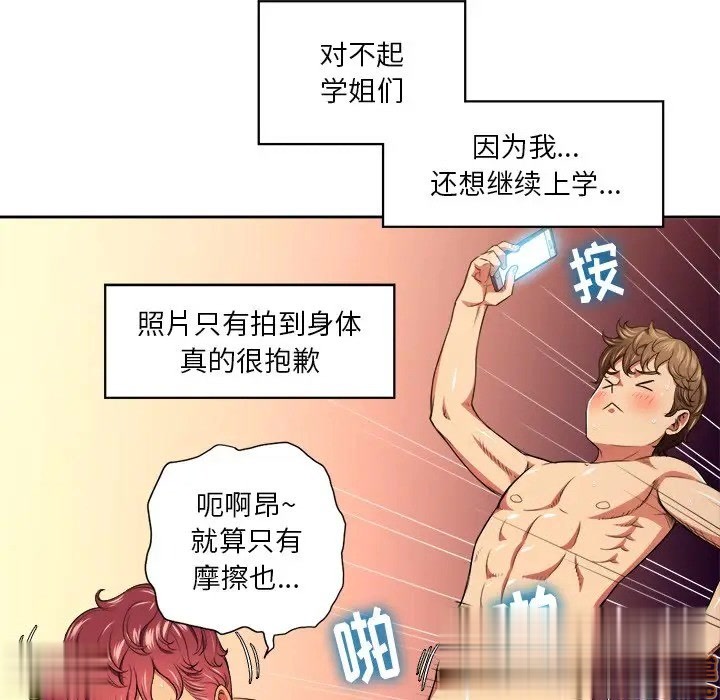 对不起
学姐们
因为我...
还想继续上学...
按
照片只有拍到身体
真的很抱歉
呃啊昂~
就算只有
摩擦也...
啪
啪